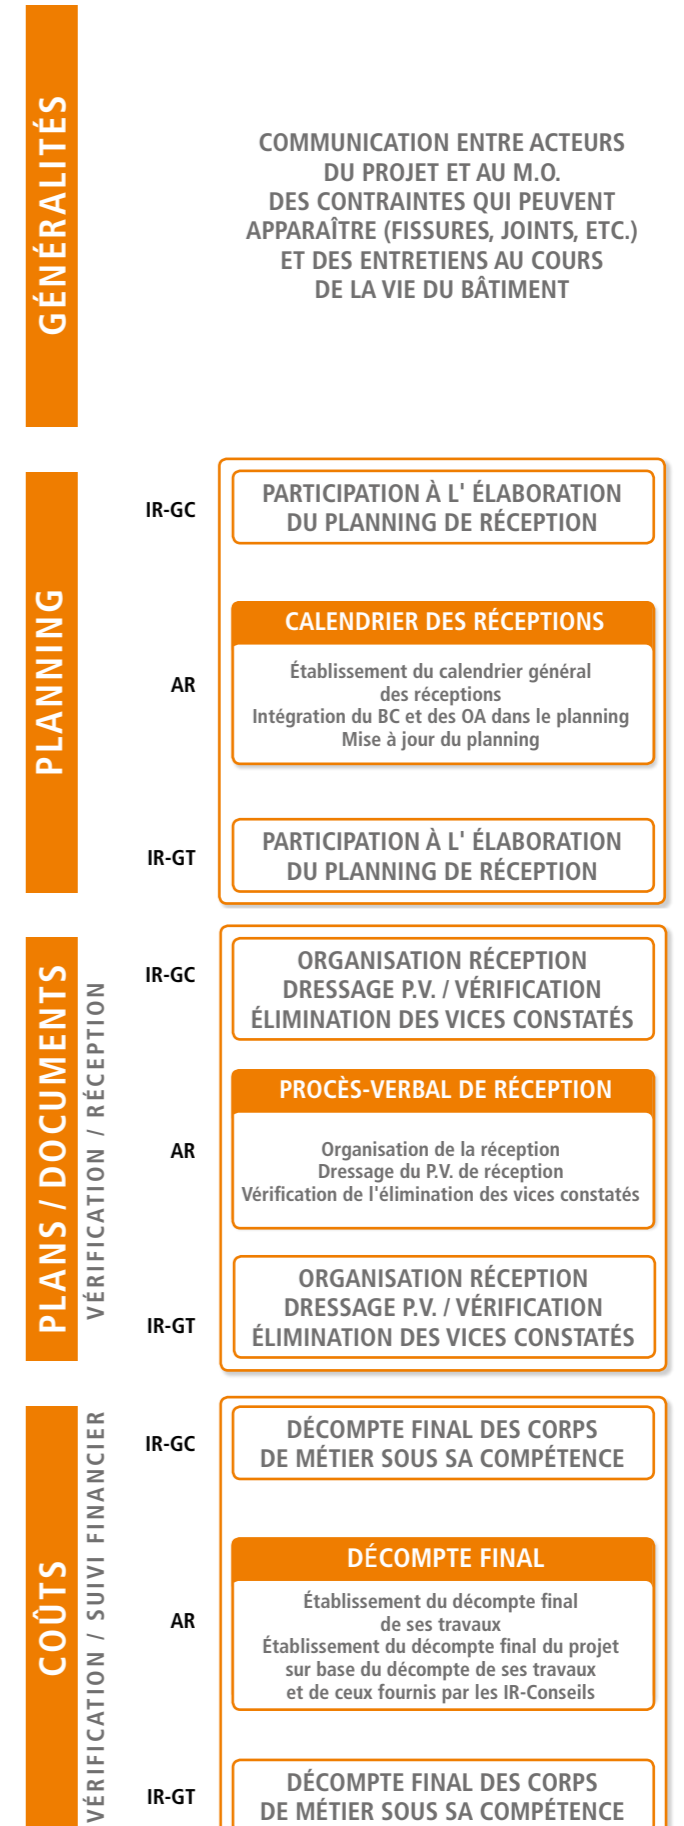 GÉNÉRALITÉS
COMMUNICATION ENTRE ACTEURS
DU PROJET ET AU M.O.
DES CONTRAINTES QUI PEUVENT
APPARAÎTRE (FISSURES, JOINTS, ETC.)
ET DES ENTRETIENS AU COURS
DE LA VIE DU BÂTIMENT
PLANNING
IR-GC
PARTICIPATION À L' ÉLABORATION
DU PLANNING DE RÉCEPTION
AR
CALENDRIER DES RÉCEPTIONS
Établissement du calendrier général
des réceptions
Intégration du BC et des OA dans le planning
Mise à jour du planning
IR-GT
PARTICIPATION À L' ÉLABORATION
DU PLANNING DE RÉCEPTION
PLANS / DOCUMENTS
VÉRIFICATION / RÉCEPTION
IR-GC
ORGANISATION RÉCEPTION
DRESSAGE P.V. / VÉRIFICATION
ÉLIMINATION DES VICES CONSTATÉS
AR
PROCÈS-VERBAL DE RÉCEPTION
Organisation de la réception
Dressage du P.V. de réception
Vérification de l'élimination des vices constatés
IR-GT
ORGANISATION RÉCEPTION
DRESSAGE P.V. / VÉRIFICATION
ÉLIMINATION DES VICES CONSTATÉS
COÛTS
VÉRIFICATION / SUIVI FINANCIER
IR-GC
DÉCOMPTE FINAL DES CORPS
DE MÉTIER SOUS SA COMPÉTENCE
AR
DÉCOMPTE FINAL
Établissement du décompte final
de ses travaux
Établissement du décompte final du projet
sur base du décompte de ses travaux
et de ceux fournis par les IR-Conseils
IR-GT
DÉCOMPTE FINAL DES CORPS
DE MÉTIER SOUS SA COMPÉTENCE